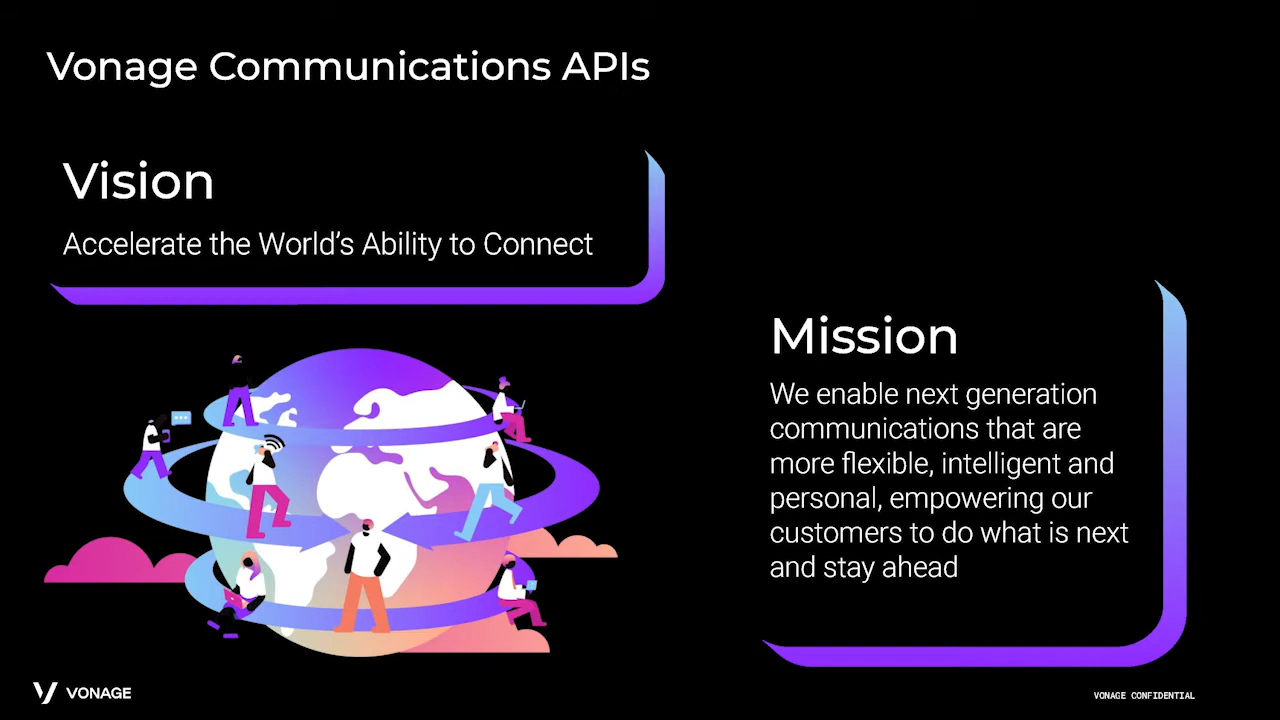 Vonage Communications APIs
Vision
Accelerate the World’s Ability to Connect
Mission
We enable next generation
communications that are
more flexible, intelligent and
personal, empowering our
customers to do what is next
and stay ahead
VONAGE
VONAGE CONFIDENTIAL